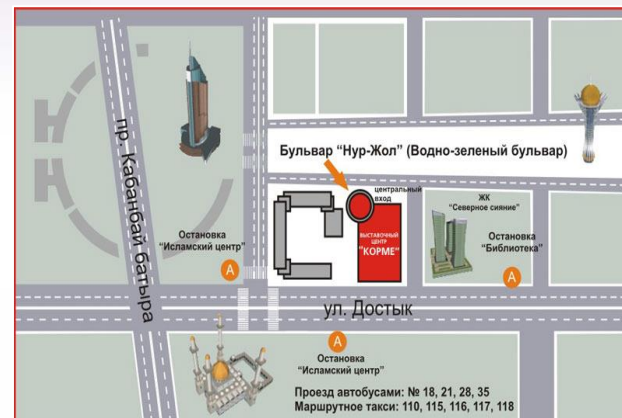 Бульвар "Нур-Жол" (Водно-зеленый бульвар)
пр. Кабанбай батыра
центральный
вход
ВЫСТАВОЧНЫЙ
ЦЕНТР
"КОРМЕ"
ЖК
"Северное сияние"
Остановка
"Исламский центр"
А
Остановка
"Библиотека"
А
ул. Достык
А
Остановка
"Исламский центр"
Проезд автобусами: № 18, 21, 28, 35
Маршрутное такси: 110, 115, 116, 117, 118